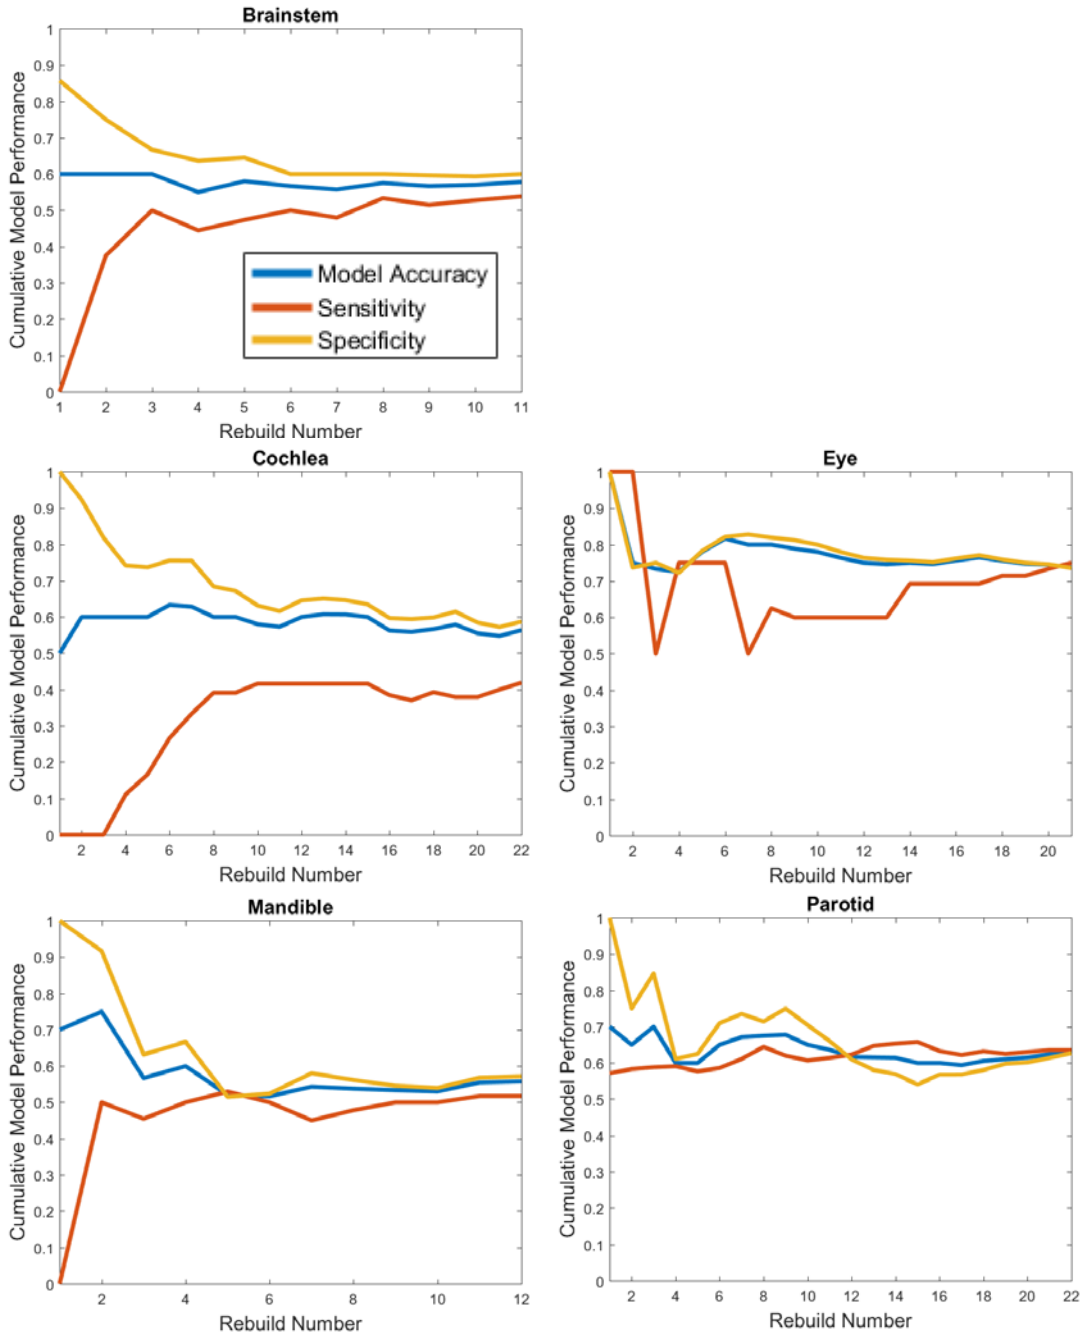 Brainstem
Cumulative Model Performance
1
0.9
0.8
0.7
0.6
0.5
0.4
0.3
0.2
0.1
0
Model Accuracy
Sensitivity
Specificity
1 2 3 4 5 6 7 8 9 10 11
Rebuild Number
Cochlea
Cumulative Model Performance
1
0.9
0.8
0.7
0.6
0.5
0.4
0.3
0.2
0.1
0
2 4 6 8 10 12 14 16 18 20 22
Rebuild Number
Eye
Cumulative Model Performance
1
0.9
0.8
0.7
0.6
0.5
0.4
0.3
0.2
0.1
0
2 4 6 8 10 12 14 16 18 20
Rebuild Number
Mandible
Cumulative Model Performance
1
0.9
0.8
0.7
0.6
0.5
0.4
0.3
0.2
0.1
0
2 4 6 8 10 12
Rebuild Number
Parotid
Cumulative Model Performance
1
0.9
0.8
0.7
0.6
0.5
0.4
0.3
0.2
0.1
0
2 4 6 8 10 12 14 16 18 20 22
Rebuild Number